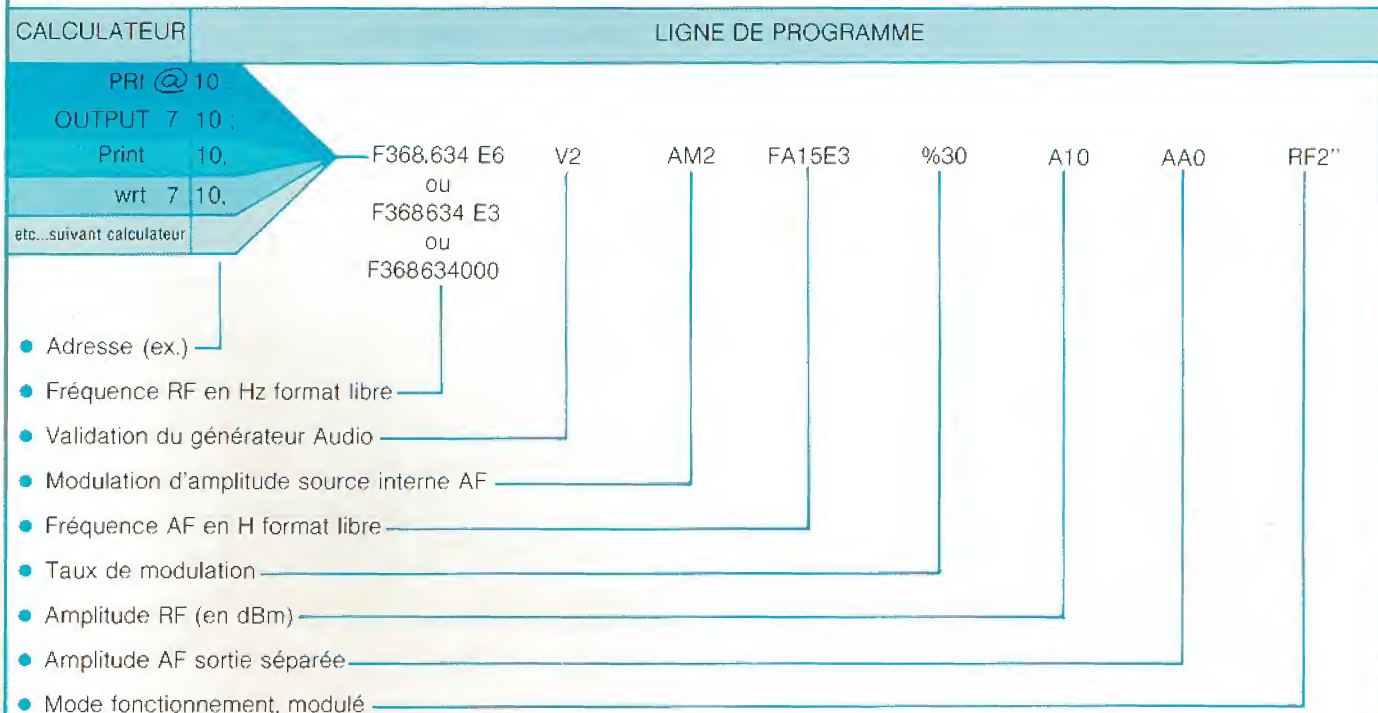 CALCULATEUR LIGNE DE PROGRAMME
PRI @ 10 :
OUTPUT 7 10 ;
Print 10,
wrt 7 10,
etc...suivant calculateur
F368.634 E6 V2 AM2 FA15E3 %30 A10 AA0 RF2"
ou
F368634 E3
ou
F368634000
• Adresse (ex.)
• Fréquence RF en Hz format libre
• Validation du générateur Audio
• Modulation d'amplitude source interne AF
• Fréquence AF en H format libre
• Taux de modulation
• Amplitude RF (en dBm)
• Amplitude AF sortie séparée
• Mode fonctionnement, modulé